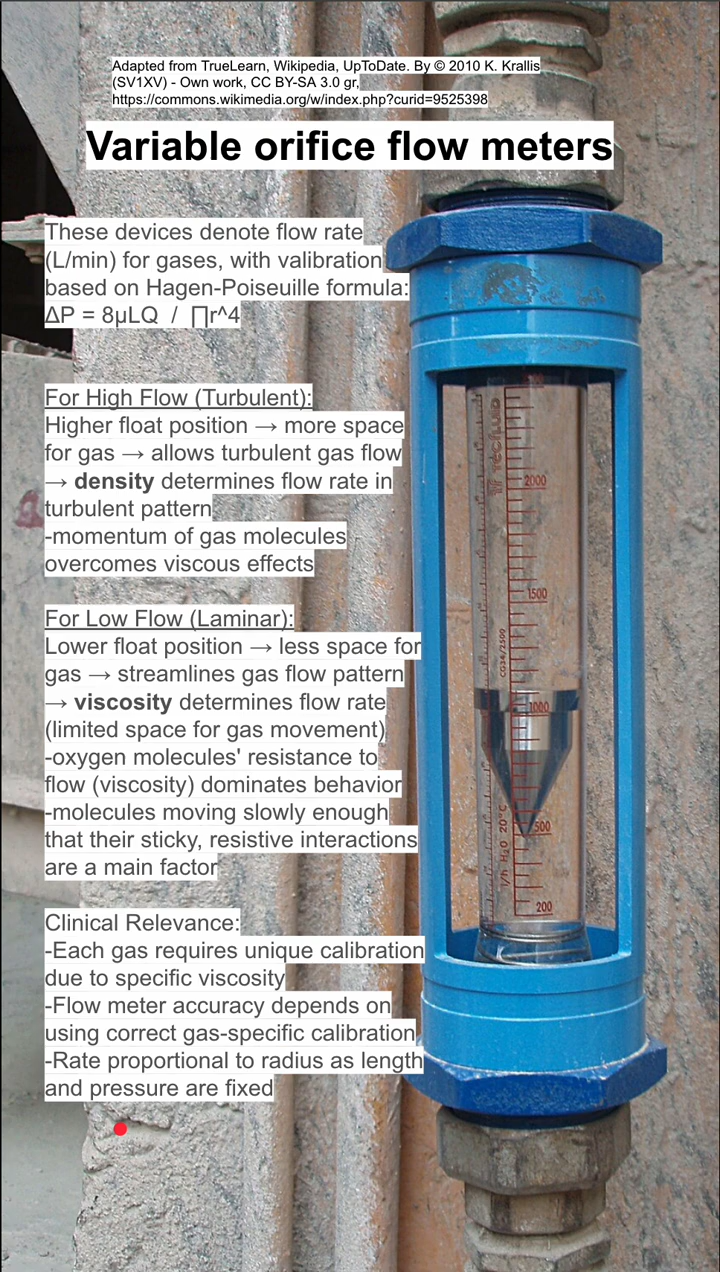 Adapted from TrueLearn, Wikipedia, UpToDate. By © 2010 K. Krallis
(SV1XV) - Own work, CC BY-SA 3.0 gr,
https://commons.wikimedia.org/w/index.php?curid=9525398
Variable orifice flow meters
These devices denote flow rate
(L/min) for gases, with valibration
based on Hagen-Poiseuille formula:
ΔP = 8μLQ / ∏r^4
For High Flow (Turbulent):
Higher float position → more space
for gas → allows turbulent gas flow
→ density determines flow rate in
turbulent pattern
-momentum of gas molecules
overcomes viscous effects
For Low Flow (Laminar):
Lower float position → less space for
gas → streamlines gas flow pattern
→ viscosity determines flow rate
(limited space for gas movement)
-oxygen molecules' resistance to
flow (viscosity) dominates behavior
-molecules moving slowly enough
that their sticky, resistive interactions
are a main factor
Clinical Relevance:
-Each gas requires unique calibration
due to specific viscosity
-Flow meter accuracy depends on
using correct gas-specific calibration
-Rate proportional to radius as length
and pressure are fixed
tecfluid
2000
1500
CG34/2500
1000
500
l/h H₂O 20°C
200